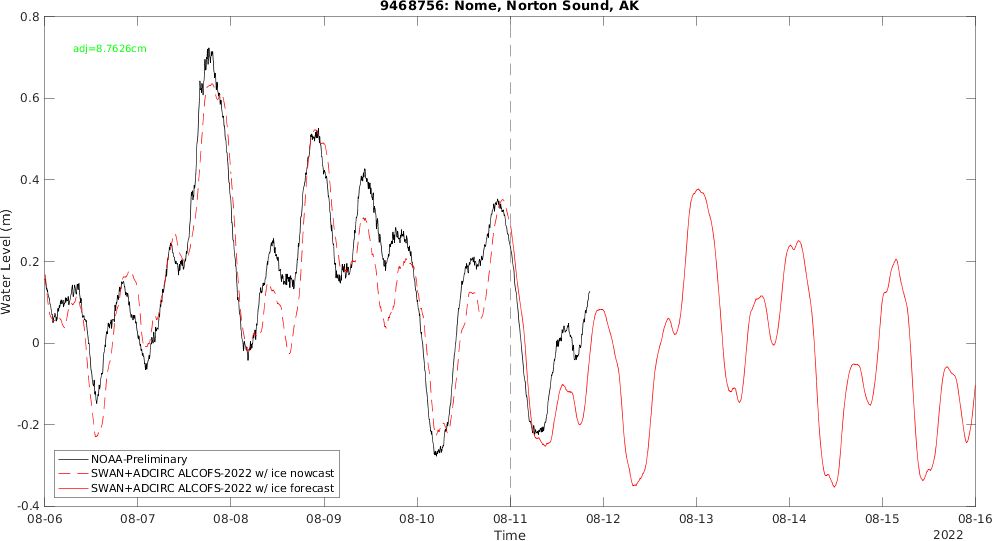 9468756: Nome, Norton Sound, AK
adj=8.7626cm
Water Level (m)
0.8
0.6
0.4
0.2
0
-0.2
-0.4
NOAA-Preliminary
SWAN+ADCIRC ALCOFS-2022 w/ ice nowcast
SWAN+ADCIRC ALCOFS-2022 w/ ice forecast
08-06 08-07 08-08 08-09 08-10 08-11 08-12 08-13 08-14 08-15 08-16
Time
2022